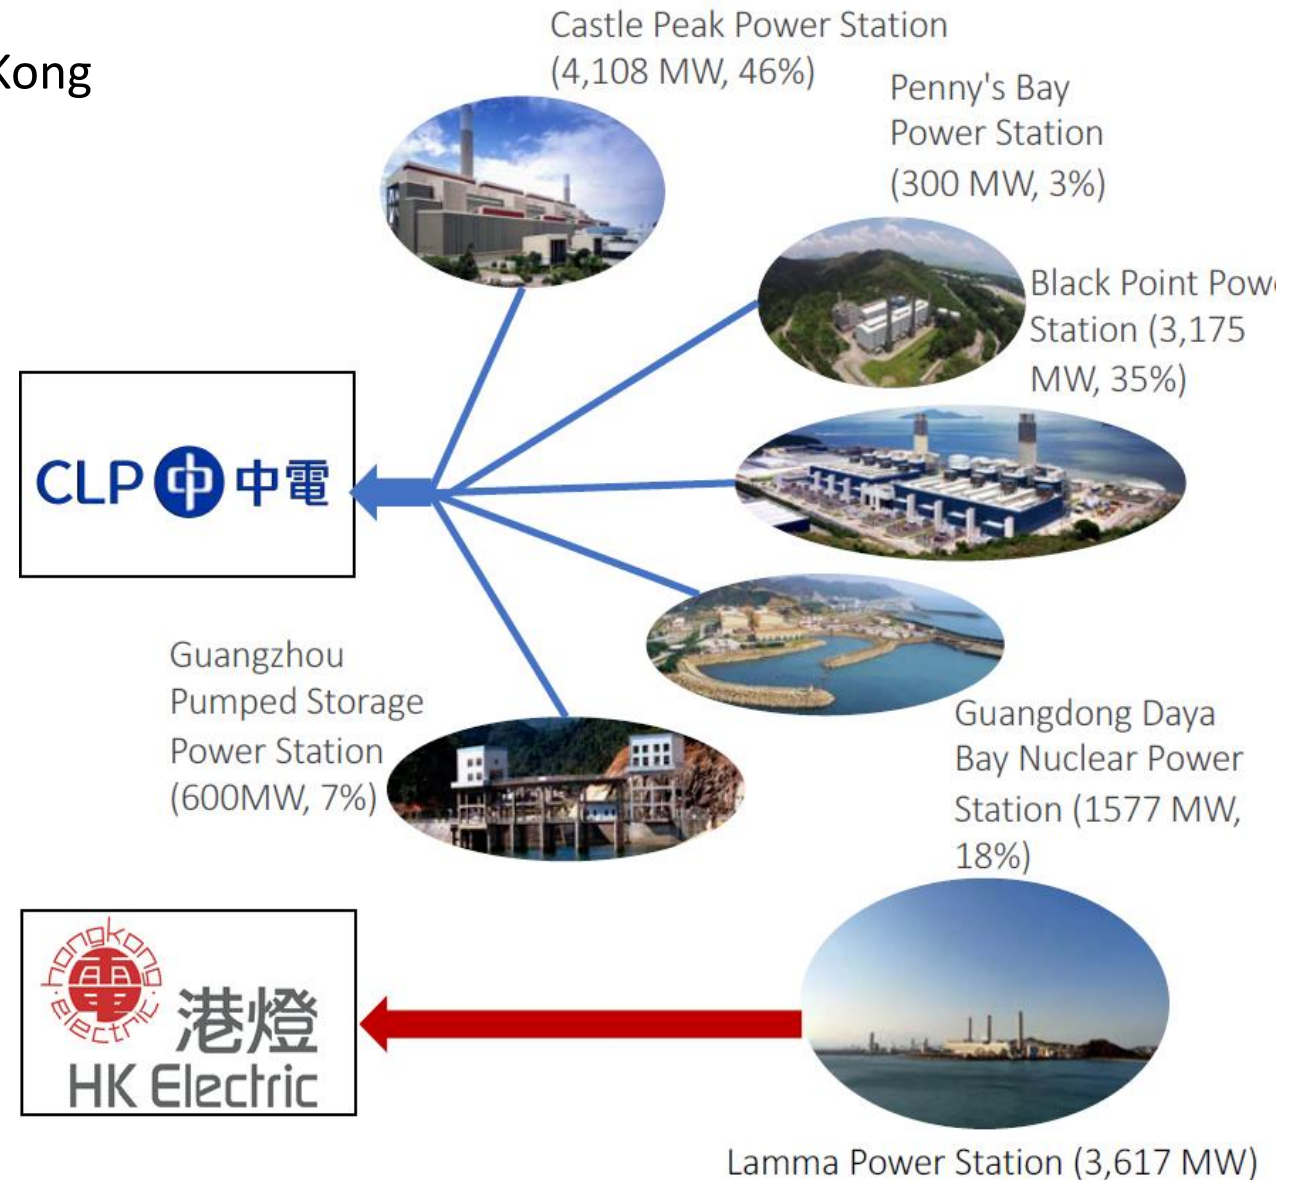 Kong
Castle Peak Power Station
(4,108 MW, 46%)
Penny's Bay
Power Station
(300 MW, 3%)
Black Point
Station (3,175
MW, 35%)
CLP 中 中電
Guangzhou
Pumped Storage
Power Station
(600MW, 7%)
Guangdong Daya
Bay Nuclear Power
Station (1577 MW,
18%)
hongkong
電
electric
港燈
HK Electric
Lamma Power Station (3,617 MW)